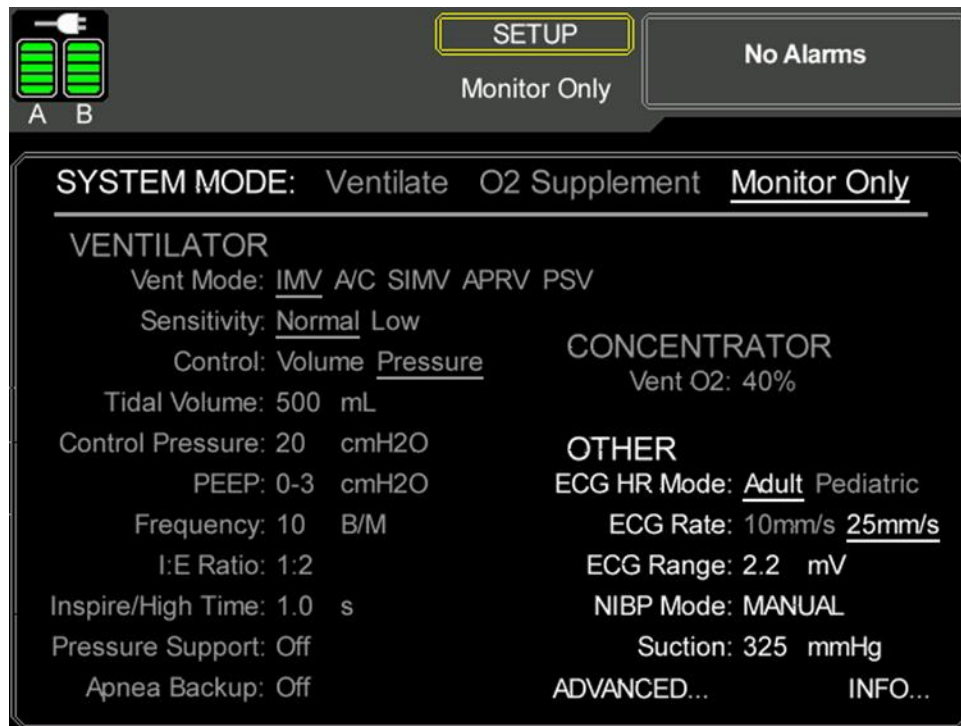 SETUP
Monitor Only
No Alarms
A B
SYSTEM MODE: Ventilate O2 Supplement Monitor Only
VENTILATOR
Vent Mode: IMV A/C SIMV APRV PSV
Sensitivity: Normal Low
Control: Volume Pressure
Tidal Volume: 500 mL
Control Pressure: 20 cmH2O
PEEP: 0-3 cmH2O
Frequency: 10 B/M
I:E Ratio: 1:2
Inspire/High Time: 1.0 s
Pressure Support: Off
Apnea Backup: Off
CONCENTRATOR
Vent O2: 40%
OTHER
ECG HR Mode: Adult Pediatric
ECG Rate: 10mm/s 25mm/s
ECG Range: 2.2 mV
NIBP Mode: MANUAL
Suction: 325 mmHg
ADVANCED... INFO...